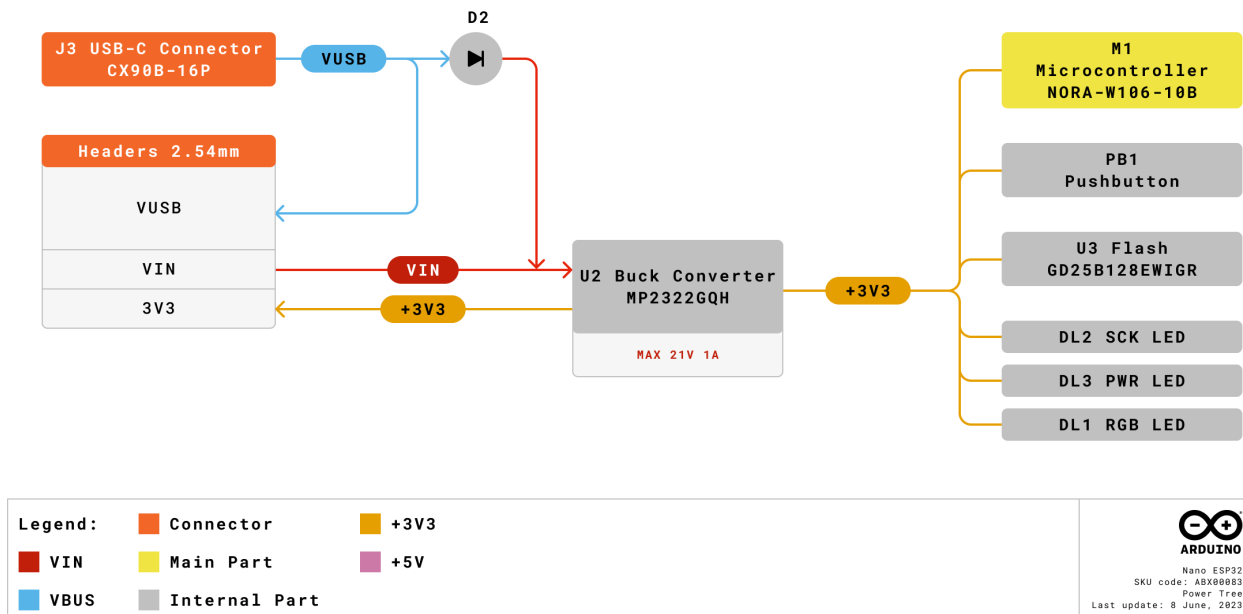 D2
J3 USB-C Connector
CX90B-16P
VUSB
Headers 2.54mm
VUSB
VIN
3V3
VIN
+3V3
U2 Buck Converter
MP2322GQH
MAX 21V 1A
+3V3
M1
Microcontroller
NORA-W106-10B
PB1
Pushbutton
U3 Flash
GD25B128EWIGR
DL2 SCK LED
DL3 PWR LED
DL1 RGB LED
Legend:
Connector
+3V3
VIN
Main Part
+5V
VBUS
Internal Part
ARDUINO
Nano ESP32
SKU code: ABX00083
Power Tree
Last update: 8 June, 2023